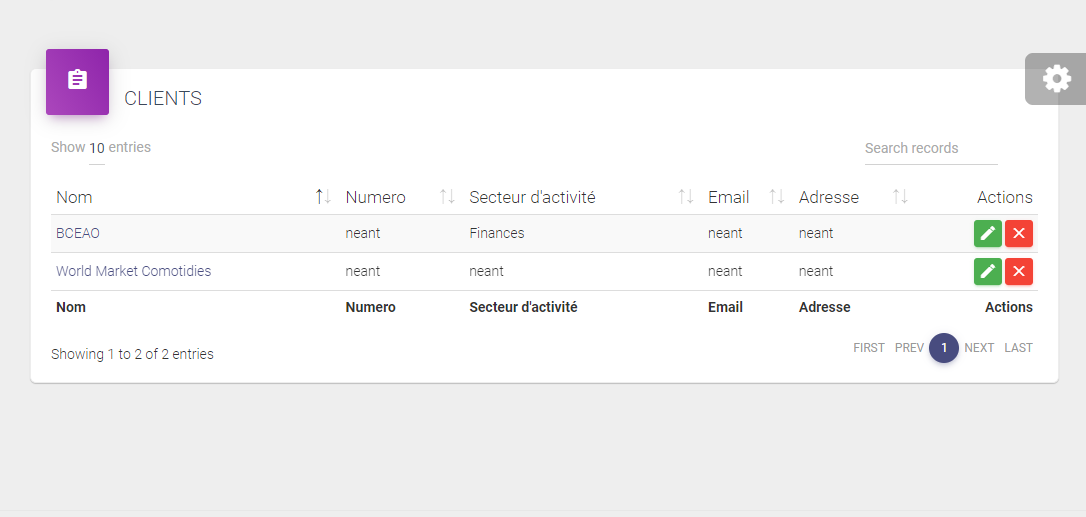 CLIENTS
Show 10 entries
Search records
Nom Numero Secteur d'activité Email Adresse Actions
BCEAO neant Finances neant neant
World Market Comotidies neant neant neant neant
Nom Numero Secteur d'activité Email Adresse Actions
Showing 1 to 2 of 2 entries
FIRST PREV 1 NEXT LAST